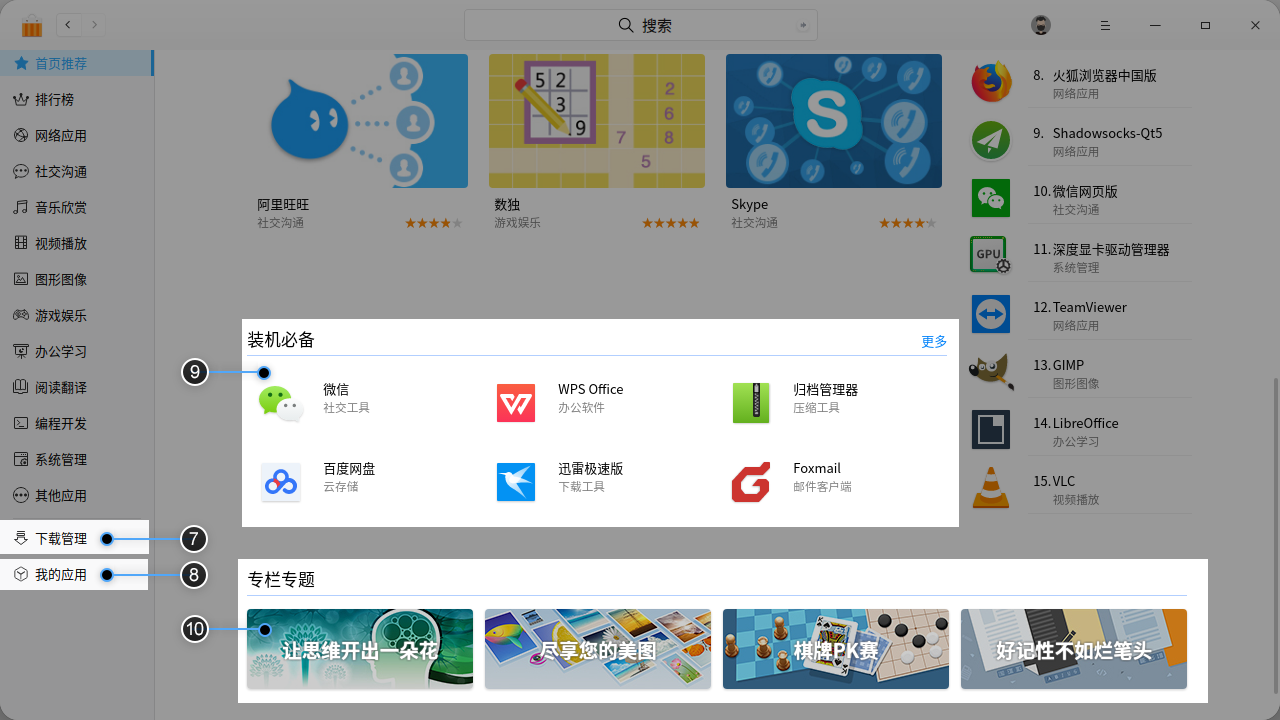 搜索
首页推荐
排行榜
网络应用
社交沟通
音乐欣赏
视频播放
图形图像
游戏娱乐
办公学习
阅读翻译
编程开发
系统管理
其他应用
下载管理
我的应用
7
8
5 2
3
1 9
2
6
7 8
5
S
阿里旺旺
社交沟通
数独
游戏娱乐
Skype
社交沟通
8. 火狐浏览器中国版
网络应用
9. Shadowsocks-Qt5
网络应用
10. 微信网页版
社交沟通
GPU
11. 深度显卡驱动管理器
系统管理
12. TeamViewer
网络应用
13. GIMP
图形图像
14. LibreOffice
办公学习
15. VLC
视频播放
9
装机必备
更多
微信
社交工具
WPS Office
办公软件
归档管理器
压缩工具
百度网盘
云存储
迅雷极速版
下载工具
Foxmail
邮件客户端
10
专栏专题
让思维开出一朵花
尽享您的美图
K
棋牌PK赛
好记性不如烂笔头